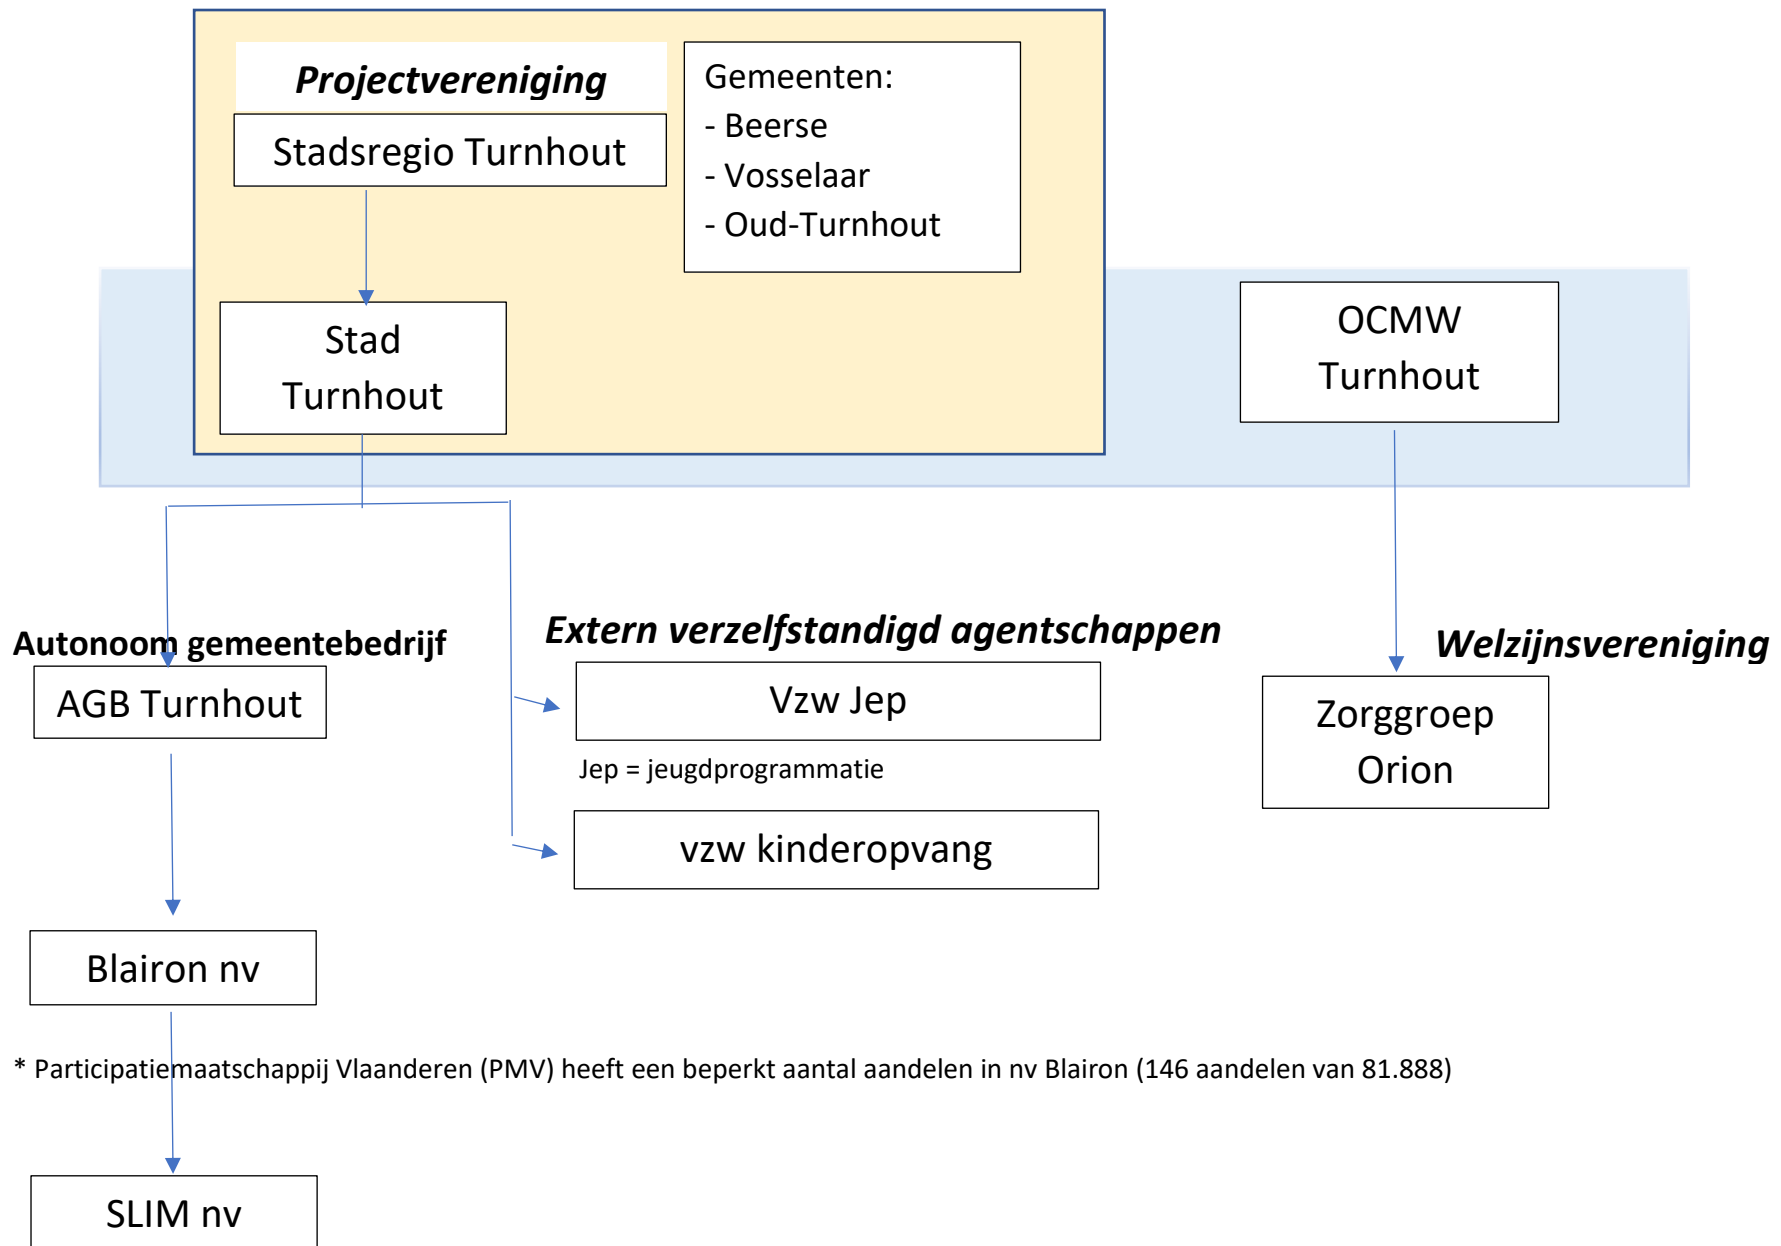 Projectvereniging
Stadsregio Turnhout
Gemeenten:
- Beerse
- Vosselaar
- Oud-Turnhout
Stad
Turnhout
OCMW
Turnhout
Autonoom gemeentebedrijf
AGB Turnhout
Extern verzelfstandigd agentschappen
Vzw Jep
Jep = jeugdprogrammatie
vzw kinderopvang
Welzijnsvereniging
Zorggroep
Orion
Blairon nv
* Participatiemaatschappij Vlaanderen (PMV) heeft een beperkt aantal aandelen in nv Blairon (146 aandelen van 81.888)
SLIM nv